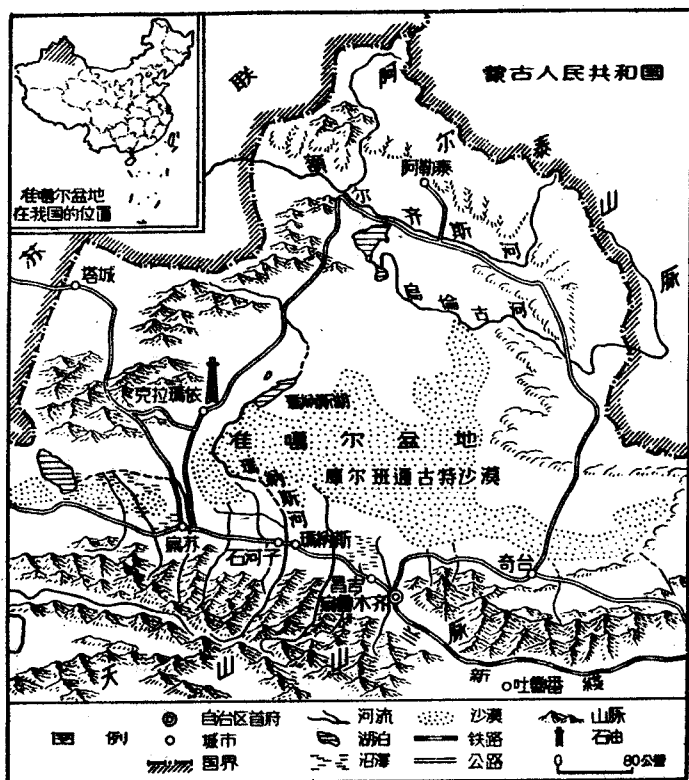 蒙古人民共和国
准噶尔盆地
在我国的位置
苏
联
阿
尔
泰
山
脉
额
尔
齐
斯
河
阿勒泰
塔城
乌
伦
古
河
克拉玛依
玛纳斯湖
准噶尔盆地
库尔班通古特沙漠
玛
纳
斯
河
乌苏
石河子
玛纳斯
昌吉
乌鲁木齐
奇台
天
山
山
脉
兰
新
线
吐鲁番
图例
自治区首府
河流
沙漠
山脉
城市
湖泊
铁路
石油
国界
沼泽
公路
0 80公里